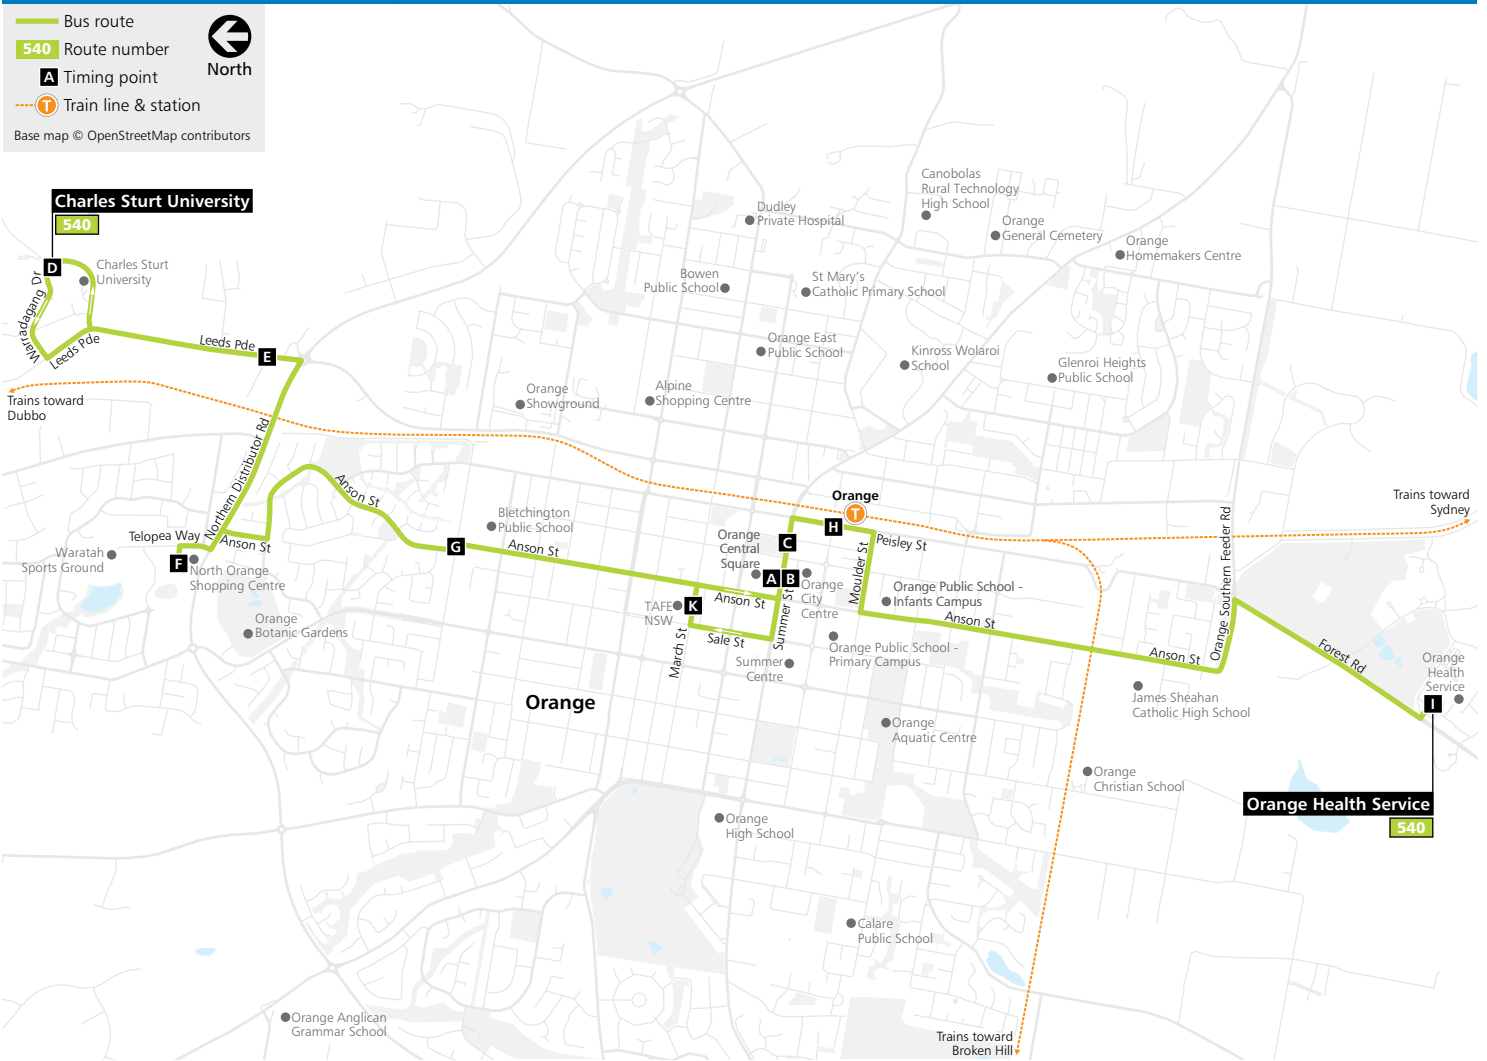 Bus route
540 Route number
A Timing point
T Train line & station
Base map © OpenStreetMap contributors
North
Charles Sturt University
540
D
Charles Sturt
University
Warradagang Dr
Leeds Pde
Leeds Pde
E
Trains toward
Dubbo
Northern Distributor Rd
Telopea Way
Anson St
F
North Orange
Shopping Centre
Waratah
Sports Ground
Orange
Botanic Gardens
Anson St
G
Bletchington
Public School
Anson St
Orange
Showground
Alpine
Shopping Centre
Dudley
Private Hospital
Bowen
Public School
St Mary's
Catholic Primary School
Orange East
Public School
Canobolas
Rural Technology
High School
Orange
General Cemetery
Orange
Homemakers Centre
Kinross Wolaroi
School
Glenroi Heights
Public School
Orange
T
H
Peisley St
Moulder St
Orange
Central
Square
C
A
B
Orange
City
Centre
Summer St
Anson St
TAFE
NSW
K
March St
Sale St
Summer
Centre
Orange Public School -
Infants Campus
Anson St
Orange Public School -
Primary Campus
Anson St
Orange Southern Feeder Rd
Trains toward
Sydney
Forest Rd
Orange
Health
Service
I
James Sheahan
Catholic High School
Orange
Orange
Aquatic Centre
Orange
Christian School
Orange Health Service
540
Orange
High School
Calare
Public School
Orange Anglican
Grammar School
Trains toward
Broken Hill